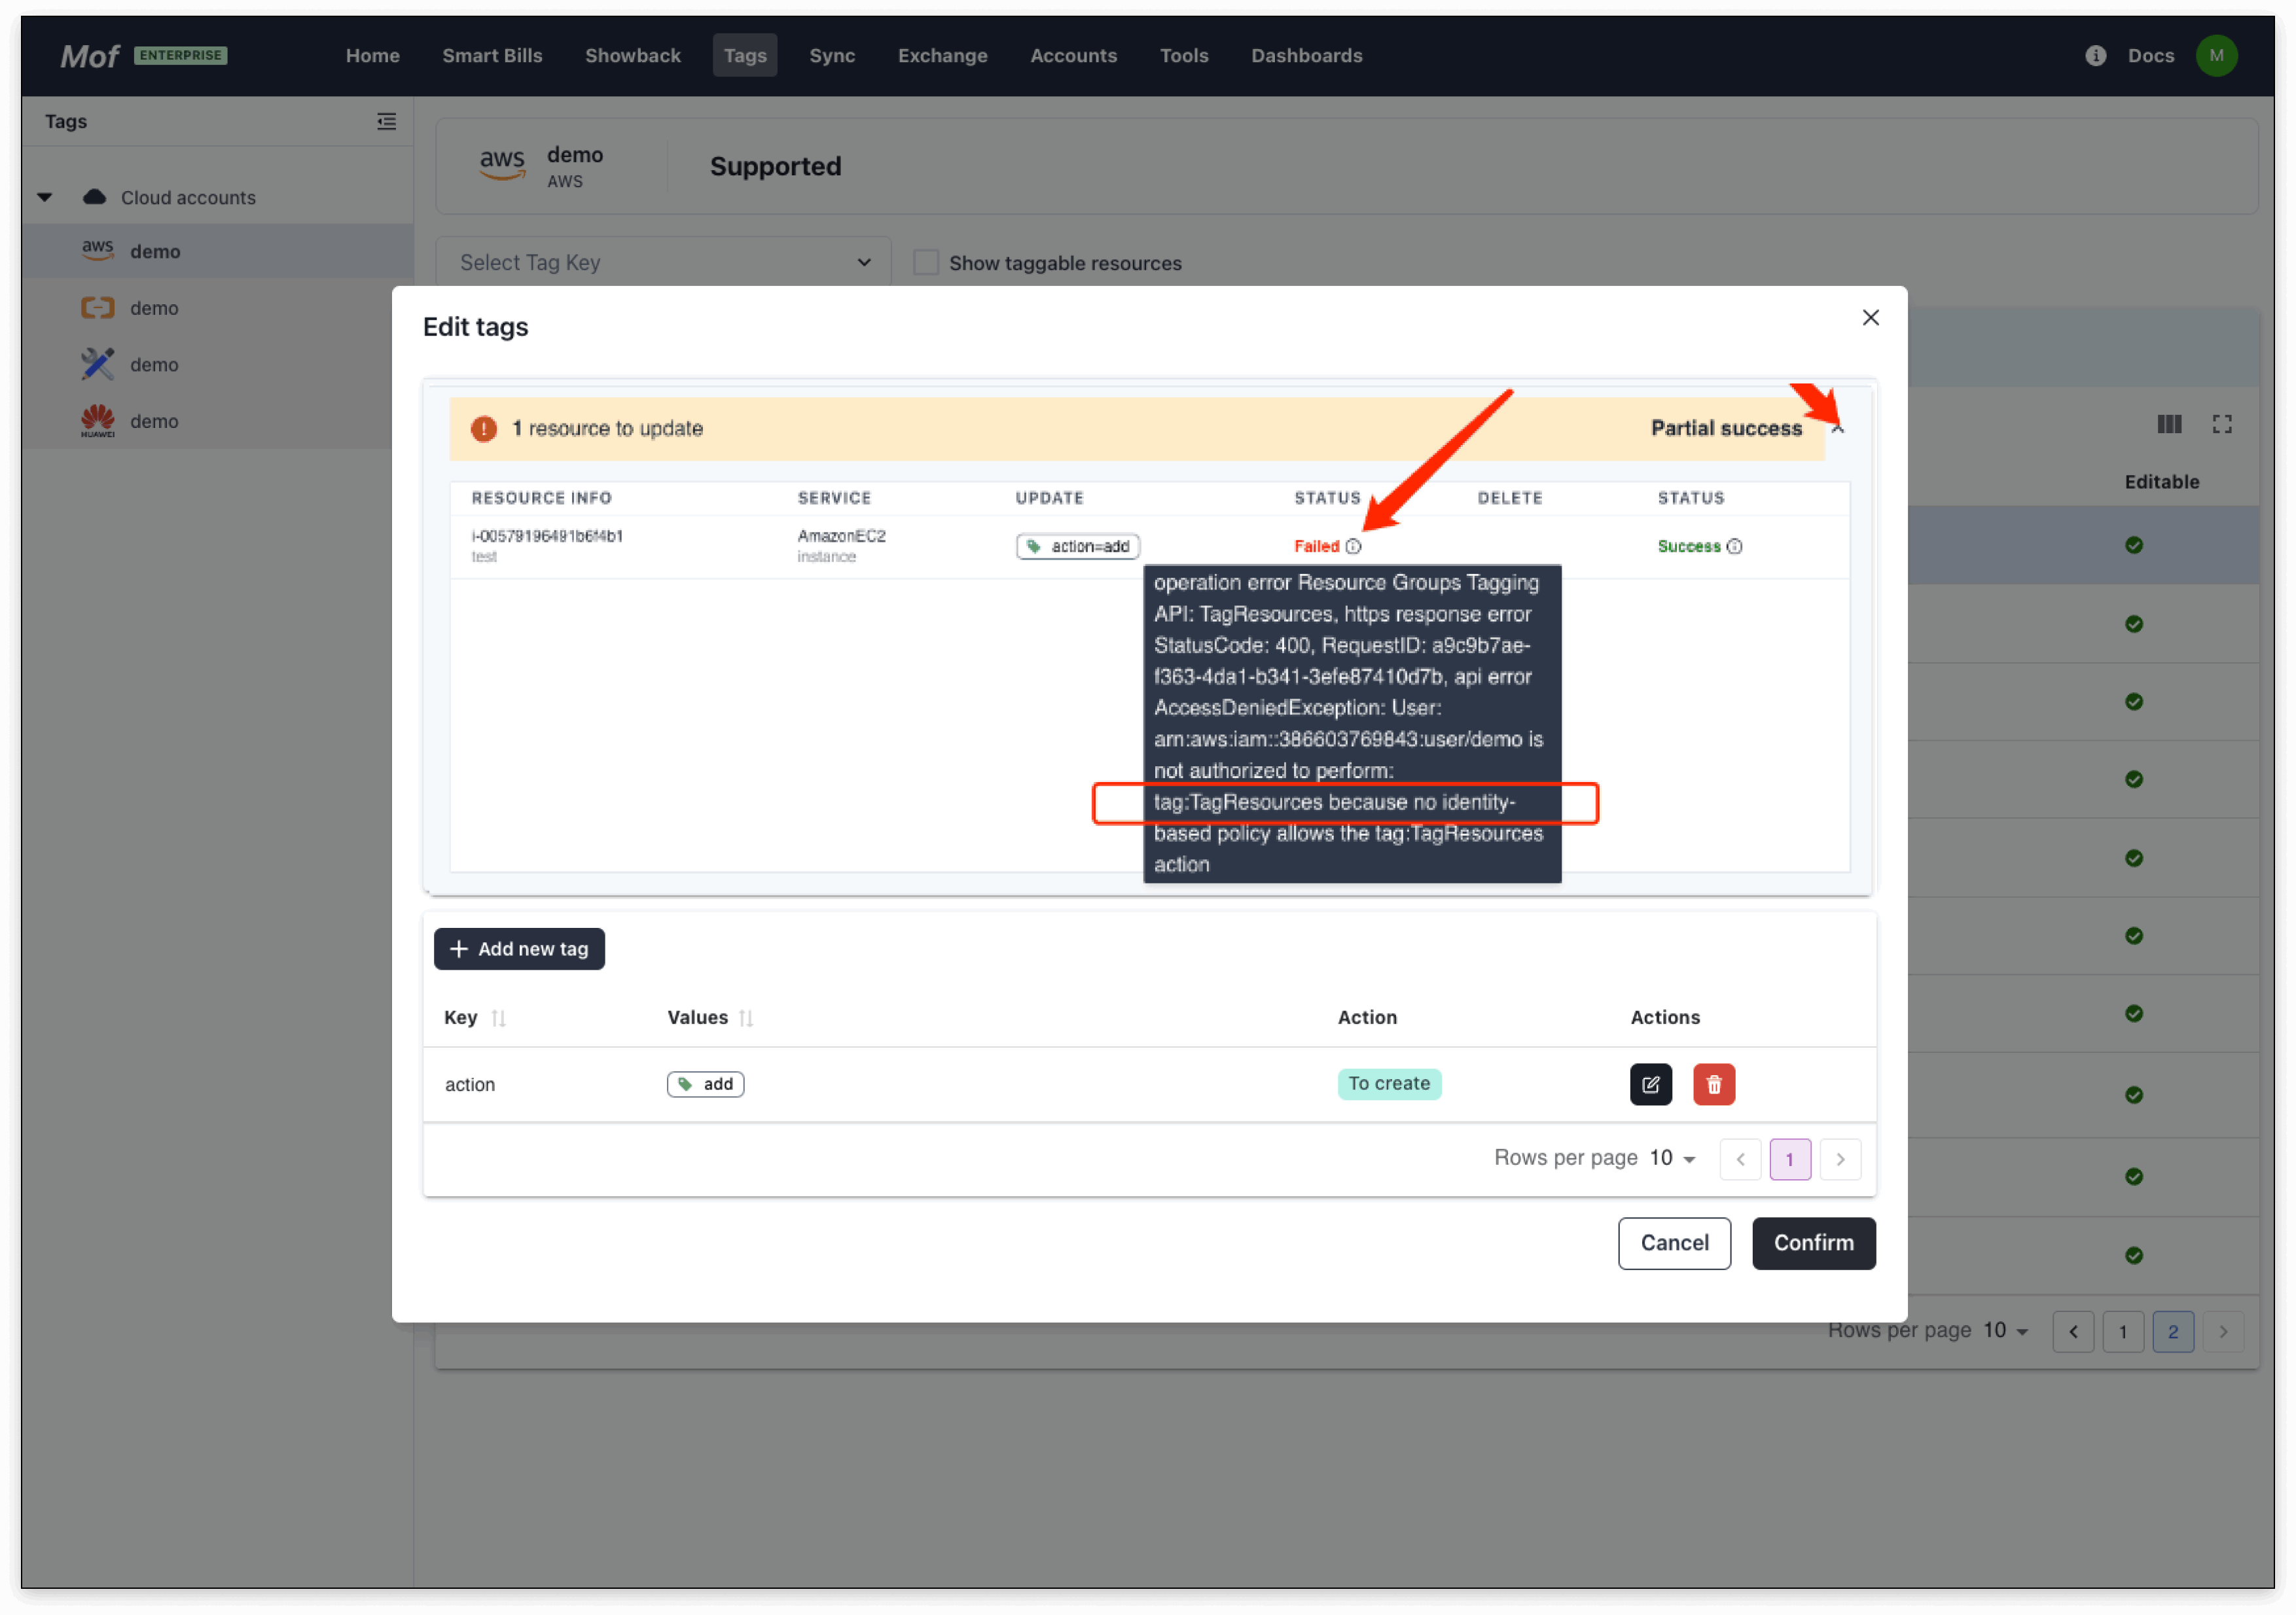 Mof ENTERPRISE Home Smart Bills Showback Tags Sync Exchange Accounts Tools Dashboards Docs M
Tags
Cloud accounts
aws demo
demo
demo
HUAWEI demo
aws demo
AWS
Supported
Select Tag Key
Show taggable resources
Editable
Edit tags
1 resource to update Partial success
RESOURCE INFO SERVICE UPDATE STATUS DELETE STATUS
i-00579196491b6f4b1 AmazonEC2 action=add Failed Success
test instance
operation error Resource Groups Tagging
API: TagResources, https response error
StatusCode: 400, RequestID: a9c9b7ae-
f363-4da1-b341-3efe87410d7b, api error
AccessDeniedException: User:
arn:aws:iam::386603769843:user/demo is
not authorized to perform:
tag:TagResources because no identity-
based policy allows the tag:TagResources
action
Add new tag
Key Values Action Actions
action add To create
Rows per page 10 1
Cancel Confirm
Rows per page 10 1 2